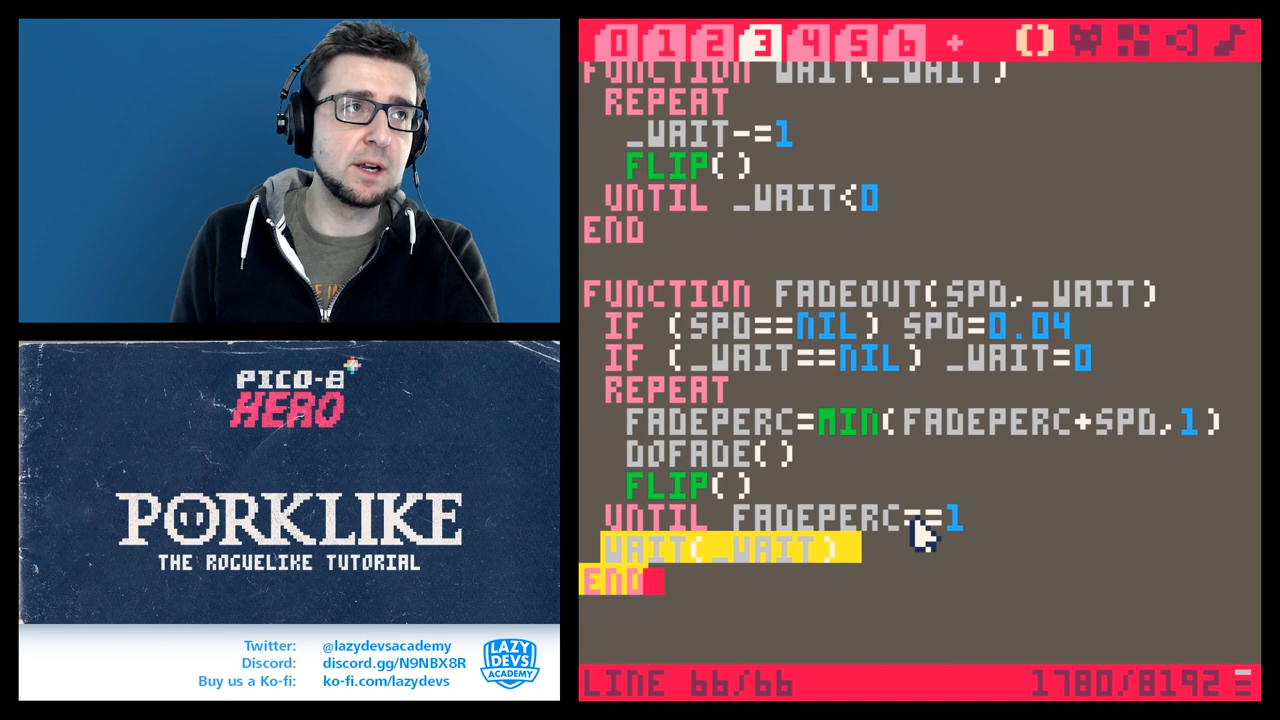 PICO-8
HERO
PORKLIKE
THE ROGUELIKE TUTORIAL
Twitter: @lazydevsacademy
Discord: discord.gg/N9NBX8R
Buy us a Ko-fi: ko-fi.com/lazydevs
LAZY
DEVS
ACADEMY
0 1 2 3 4 5 6 +
FUNCTION WAIT(_WAIT)
REPEAT
_WAIT-=1
FLIP()
UNTIL _WAIT<0
END
FUNCTION FADEOUT(SPD,_WAIT)
IF (SPD==NIL) SPD=0.04
IF (_WAIT==NIL) _WAIT=0
REPEAT
FADEPERC=MIN(FADEPERC+SPD,1)
DOFADE()
FLIP()
UNTIL FADEPERC==1
WAIT(_WAIT)
END
LINE 66/66 1780/8192